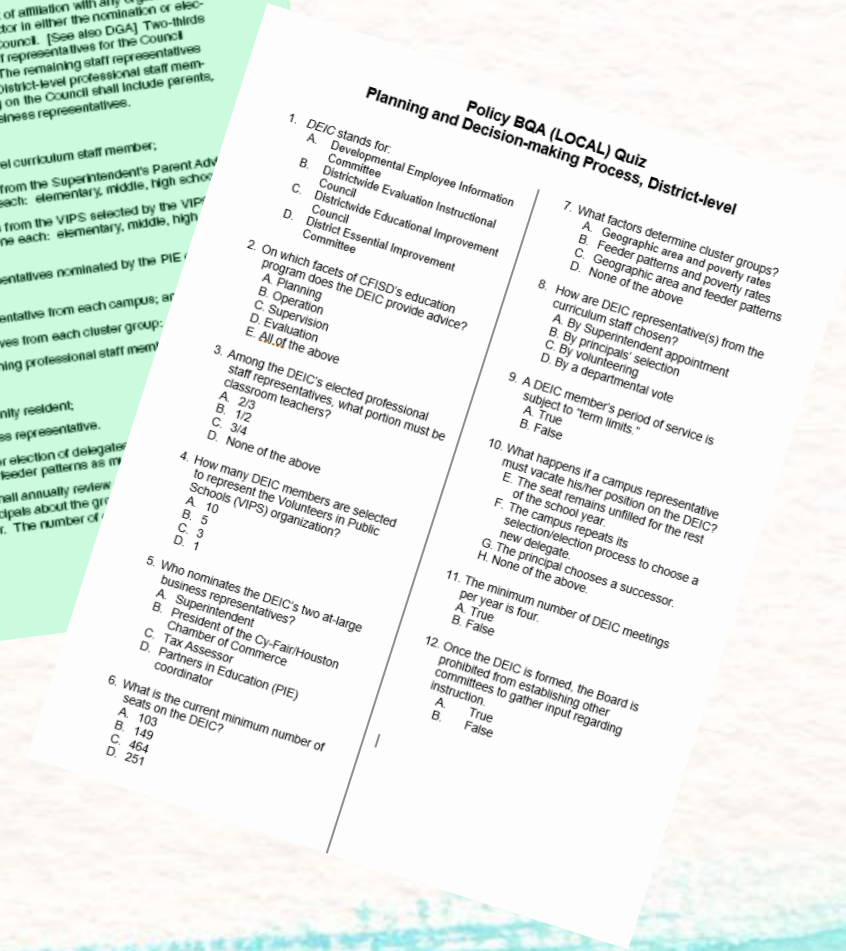 of affiliation with any
ctor in either the nomination or elec-
Council. [See also DGA] Two-thirds
f representatives for the Council
The remaining staff representatives
District-level professional staff mem-
on the Council shall include parents,
siness representatives.
el curriculum staff member;
from the Superintendent's Parent
each: elementary, middle, high
from the VIPS selected by the
ne each: elementary, middle, high
entatives nominated by the PIE
entative from each campus;
ves from each cluster group:
ning professional staff
nity resident;
ss representative.
or election of
feeder patterns as
hall annually review
cipals about the
r. The number of
Policy BQA (LOCAL) Quiz
Planning and Decision-making Process, District-level
1. DEIC stands for:
A. Developmental Employee Information
Committee
B. Districtwide Evaluation Instructional
Council
C. Districtwide Educational Improvement
Council
D. District Essential Improvement
Committee
2. On which facets of CFISD's education
program does the DEIC provide advice?
A. Planning
B. Operation
C. Supervision
D. Evaluation
E. All of the above
3. Among the DEIC's elected professional
staff representatives, what portion must be
classroom teachers?
A. 2/3
B. 1/2
C. 3/4
D. None of the above
4. How many DEIC members are selected
to represent the Volunteers in Public
Schools (VIPS) organization?
A. 10
B. 5
C. 3
D. 1
5. Who nominates the DEIC's two at-large
business representatives?
A. Superintendent
B. President of the Cy-Fair/Houston
Chamber of Commerce
C. Tax Assessor
D. Partners in Education (PIE)
coordinator
6. What is the current minimum number of
seats on the DEIC?
A. 103
B. 149
C. 464
D. 251
7. What factors determine cluster groups?
A. Geographic area and poverty rates
B. Feeder patterns and poverty rates
C. Geographic area and feeder patterns
D. None of the above
8. How are DEIC representative(s) from the
curriculum staff chosen?
A. By Superintendent appointment
B. By principals' selection
C. By volunteering
D. By a departmental vote
9. A DEIC member's period of service is
subject to “term limits.”
A. True
B. False
10. What happens if a campus representative
must vacate his/her position on the DEIC?
E. The seat remains unfilled for the rest
of the school year.
F. The campus repeats its
selection/election process to choose a
new delegate.
G. The principal chooses a successor.
H. None of the above.
11. The minimum number of DEIC meetings
per year is four.
A. True
B. False
12. Once the DEIC is formed, the Board is
prohibited from establishing other
committees to gather input regarding
instruction.
A. True
B. False